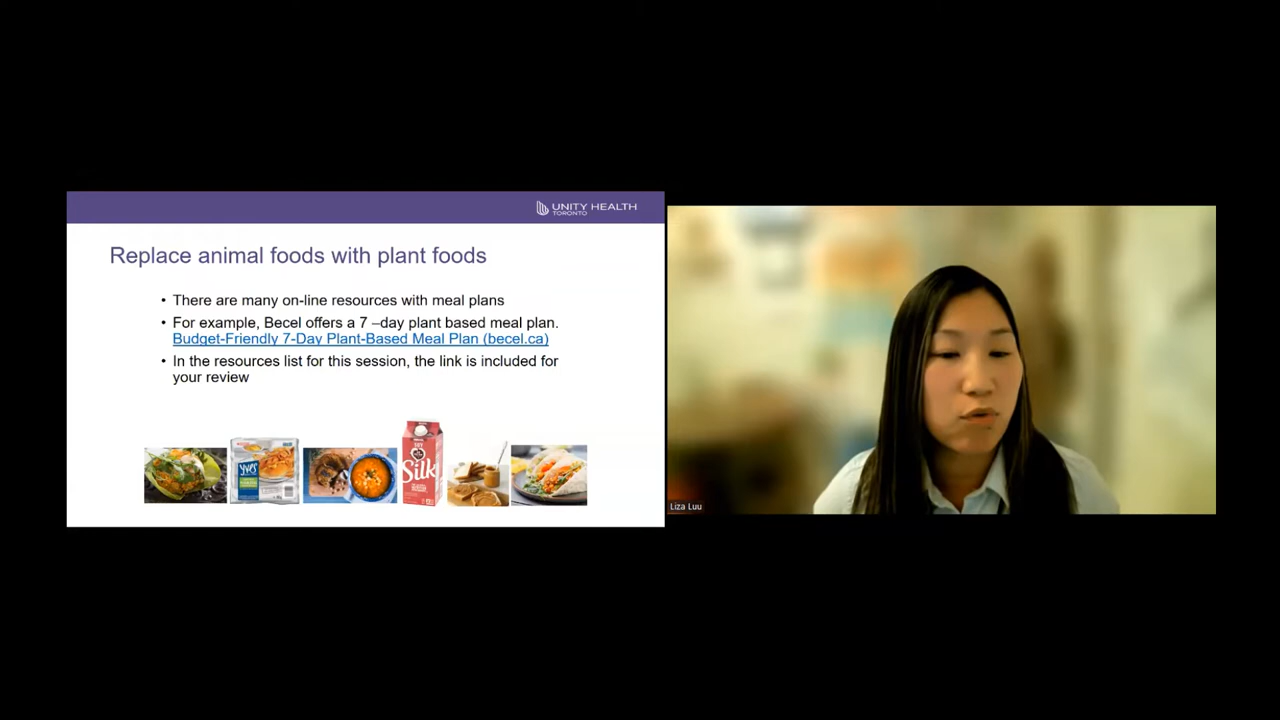 UNITY HEALTH
TORONTO
Replace animal foods with plant foods
• There are many on-line resources with meal plans
• For example, Becel offers a 7 –day plant based meal plan.
Budget-Friendly 7-Day Plant-Based Meal Plan (becel.ca)
• In the resources list for this session, the link is included for
your review
Yves
Silk
Liza Luu